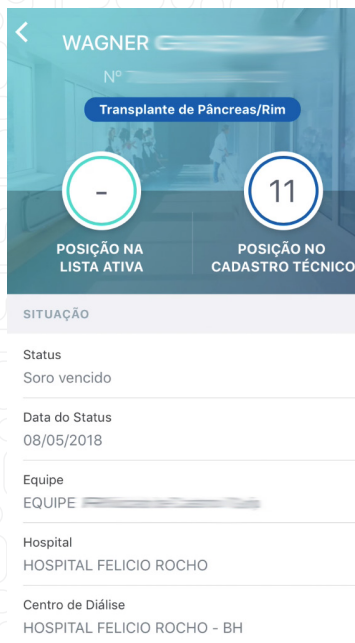 WAGNER
Nº
Transplante de Pâncreas/Rim
-
11
POSIÇÃO NA
LISTA ATIVA
POSIÇÃO NO
CADASTRO TÉCNICO
SITUAÇÃO
Status
Soro vencido
Data do Status
08/05/2018
Equipe
EQUIPE
Hospital
HOSPITAL FELICIO ROCHO
Centro de Diálise
HOSPITAL FELICIO ROCHO - BH